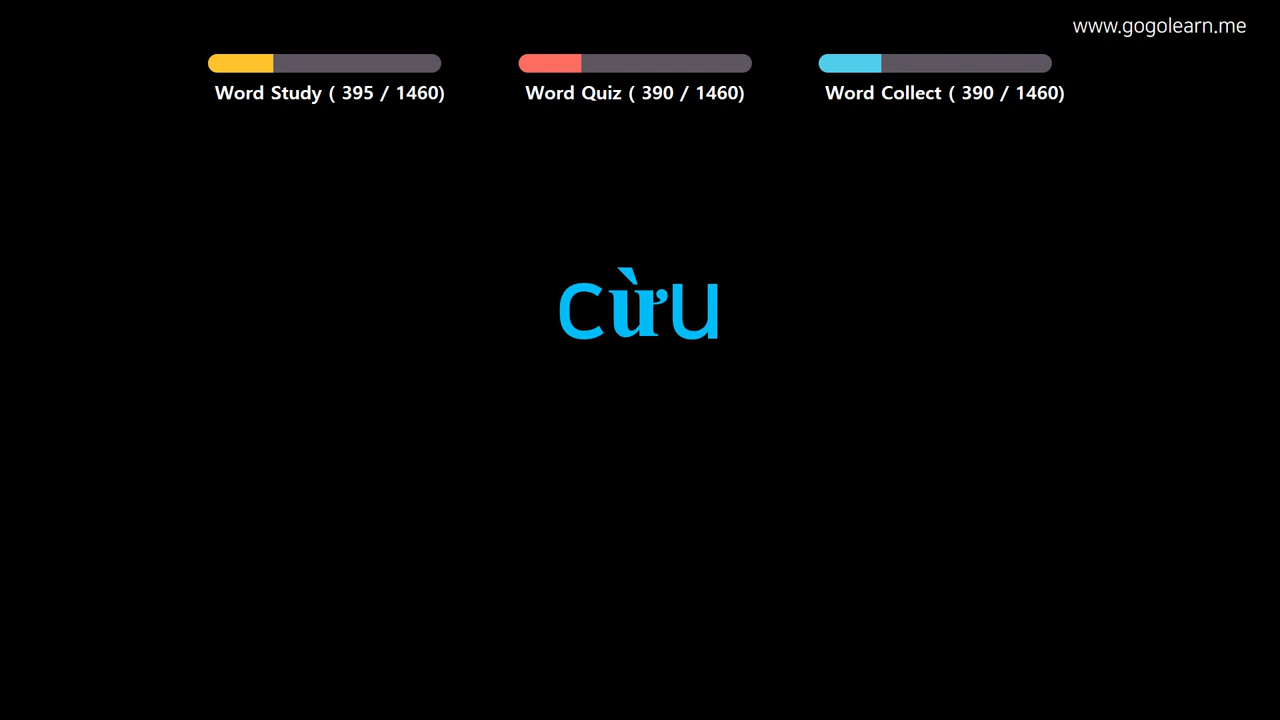 www.gogolearn.me
Word Study ( 395 / 1460)
Word Quiz ( 390 / 1460)
Word Collect ( 390 / 1460)
cừu